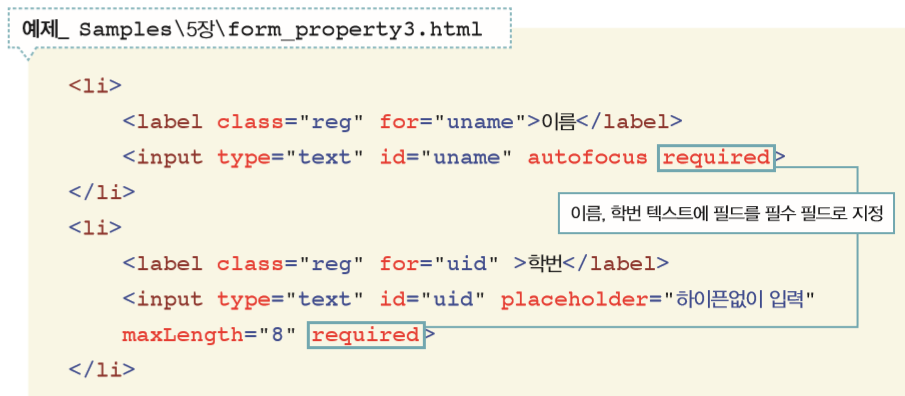 예제_ Samples\5장\form_property3.html
<li>
<label class="reg" for="uname">이름</label>
<input type="text" id="uname" autofocus required>
</li>
이름, 학번 텍스트에 필드를 필수 필드로 지정
<li>
<label class="reg" for="uid" >학번</label>
<input type="text" id="uid" placeholder="하이픈없이 입력"
maxLength="8" required>
</li>